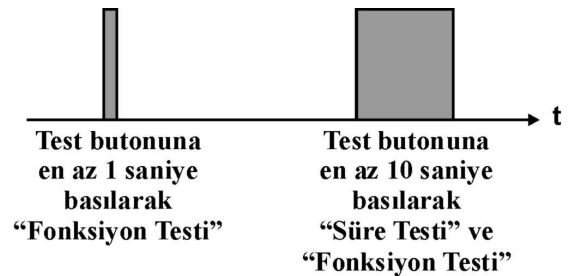 t
Test butonuna
en az 1 saniye
basılarak
“Fonksiyon Testi”
Test butonuna
en az 10 saniye
basılarak
“Süre Testi” ve
“Fonksiyon Testi”